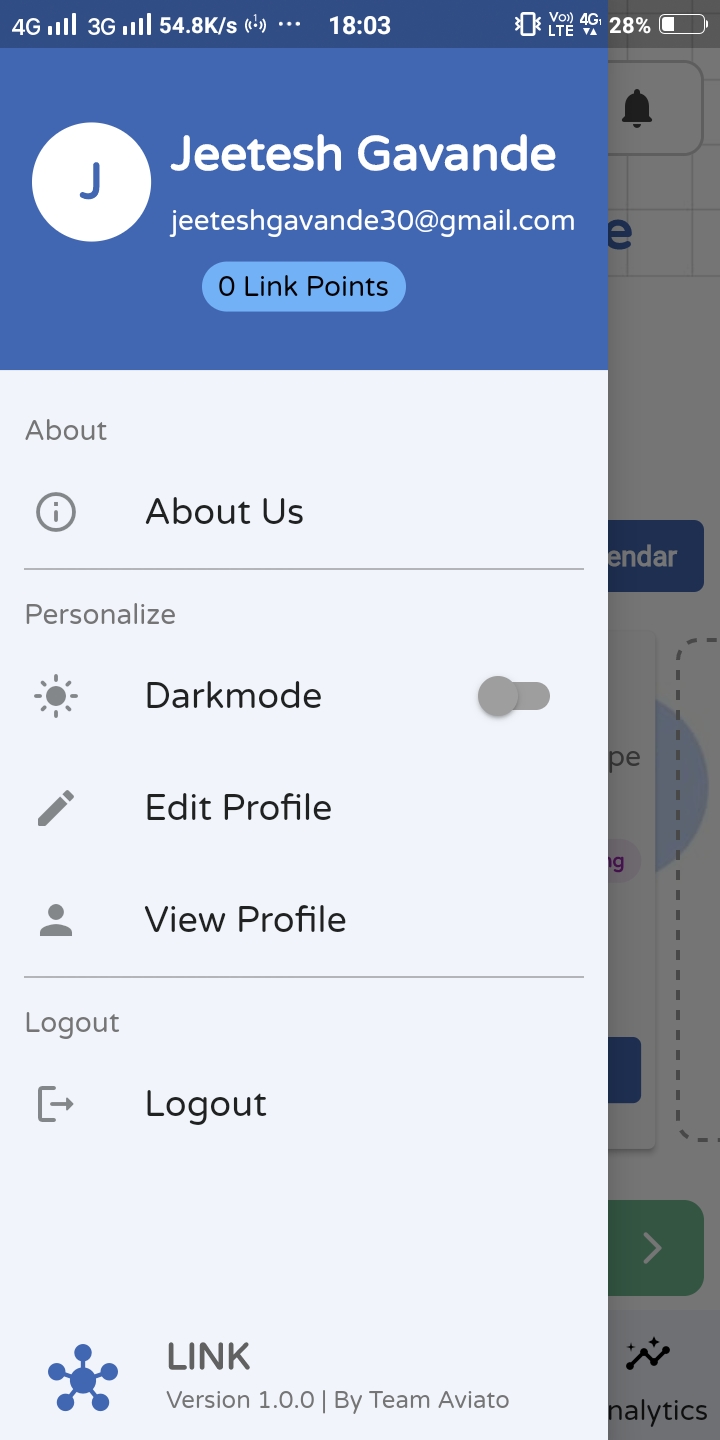 4G 3G 54.8K/s ... 18:03 Vo)) LTE 4G 28%
J
Jeetesh Gavande
jeeteshgavande30@gmail.com
0 Link Points
e
About
About Us
endar
Personalize
Darkmode
pe
Edit Profile
ng
View Profile
Logout
Logout
LINK
Version 1.0.0 | By Team Aviato
nalytics